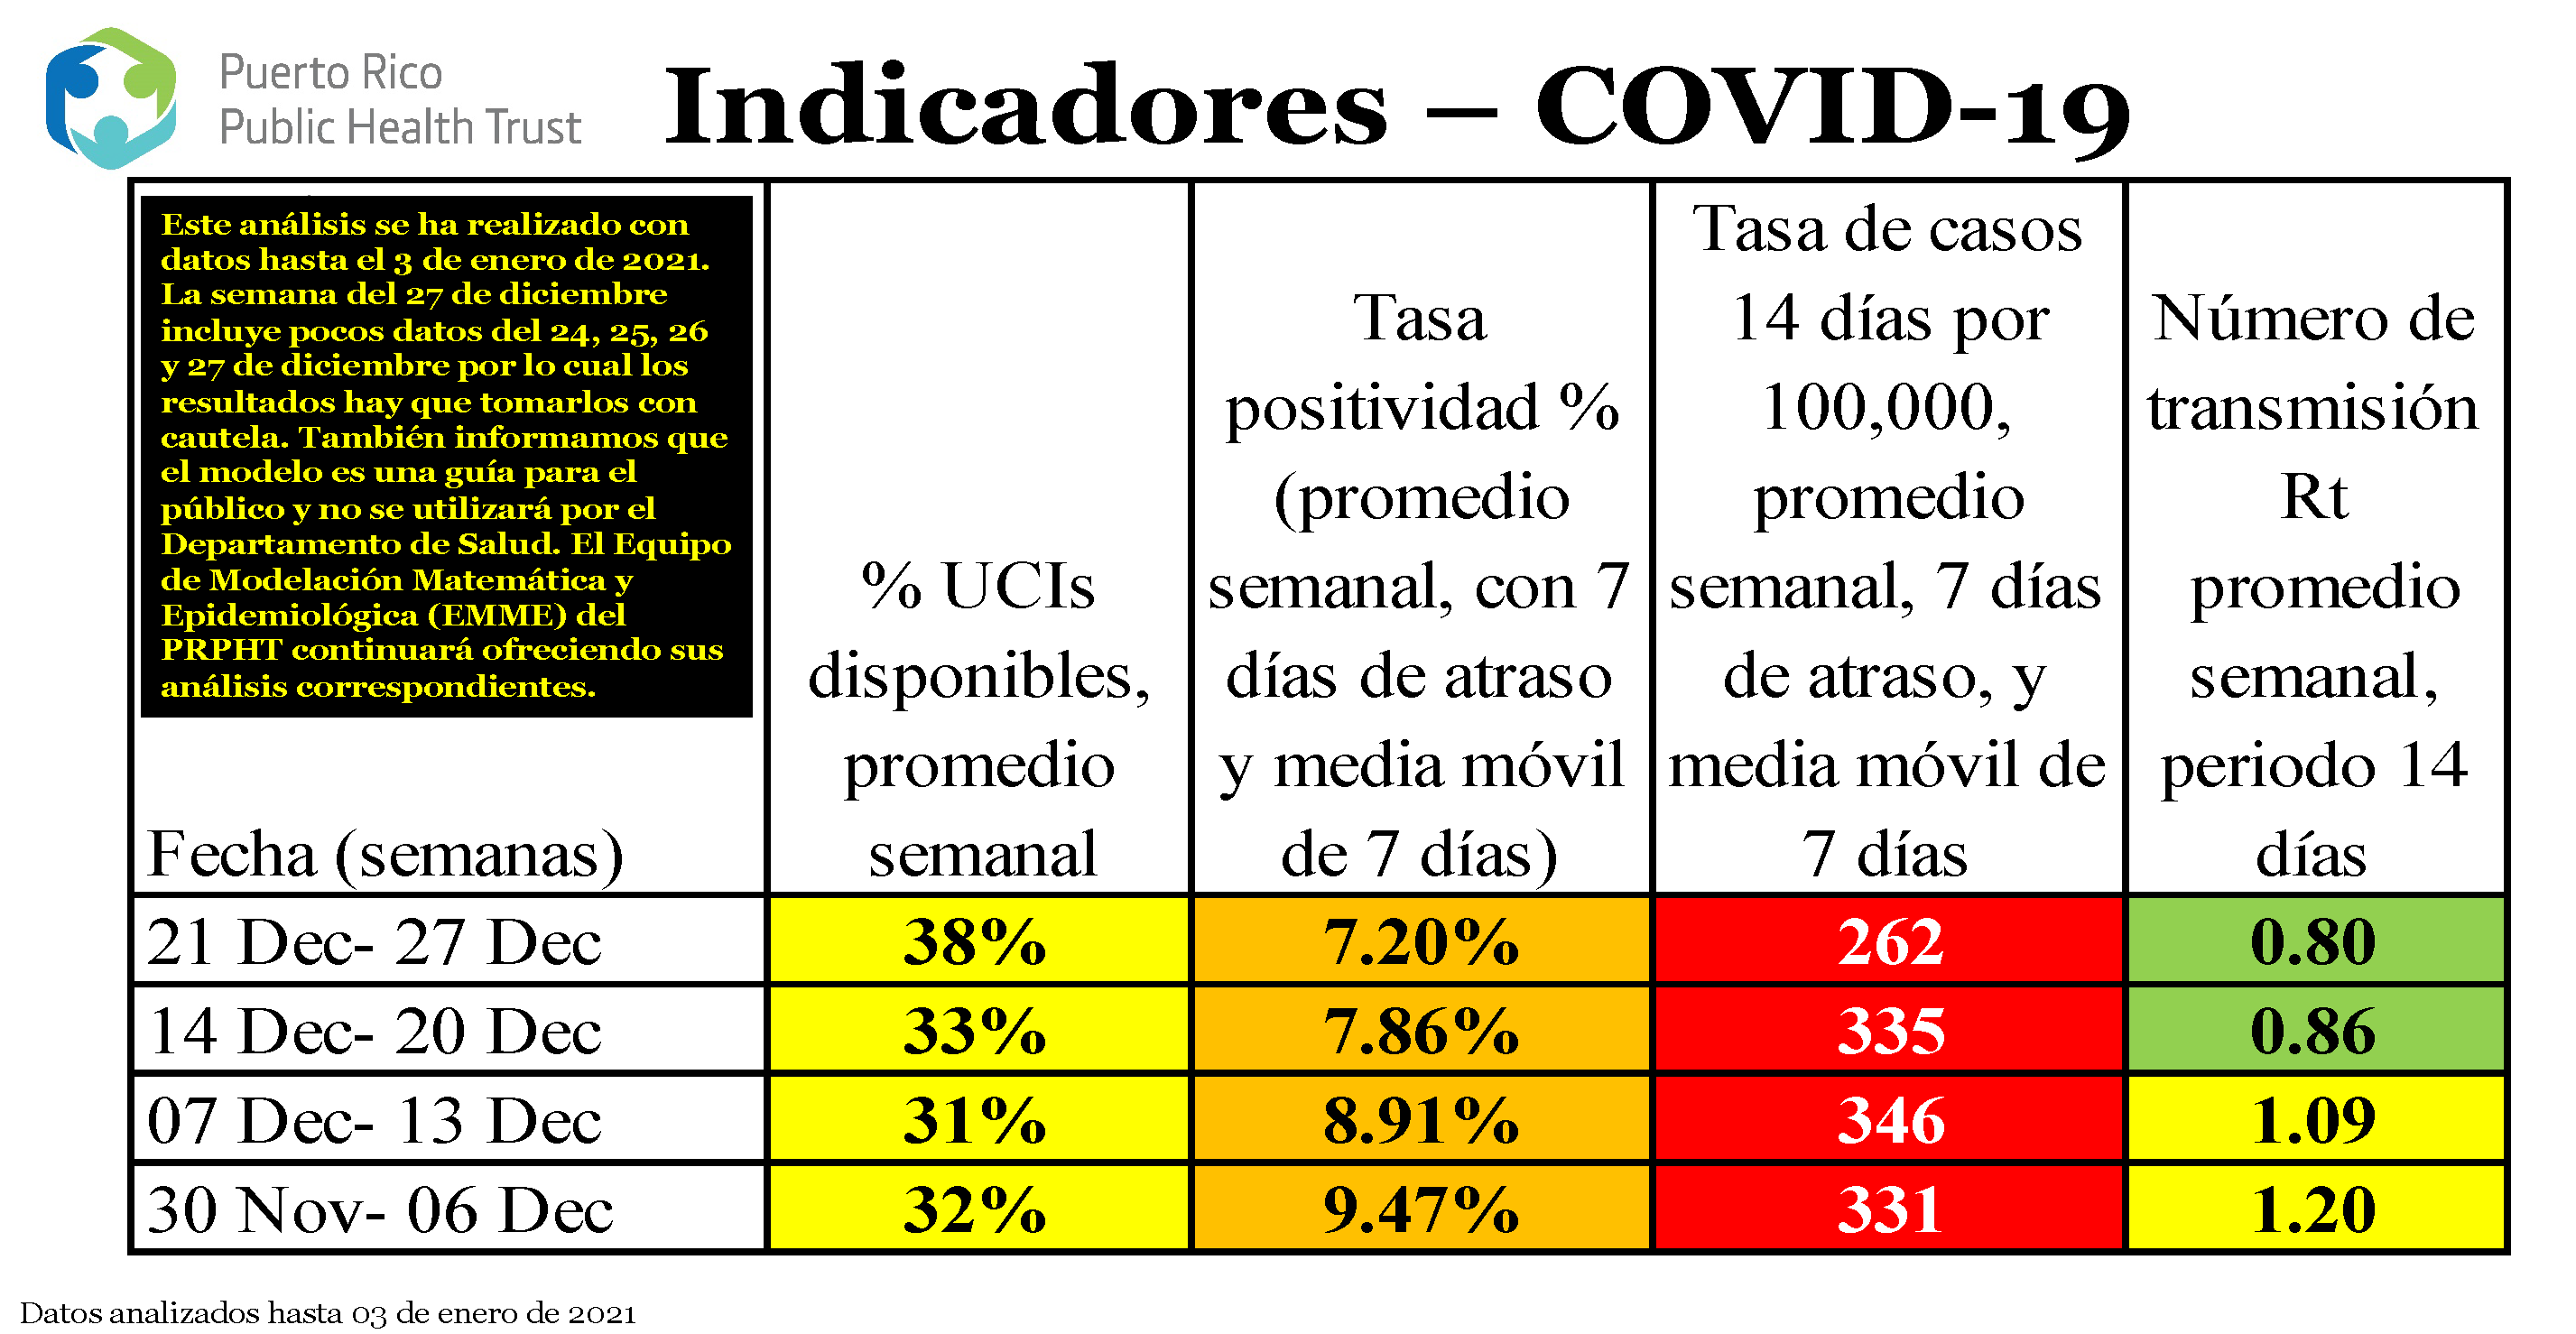 Puerto Rico
Public Health Trust
Indicadores – COVID-19
Este análisis se ha realizado con
datos hasta el 3 de enero de 2021.
La semana del 27 de diciembre
incluye pocos datos del 24, 25, 26
y 27 de diciembre por lo cual los
resultados hay que tomarlos con
cautela. También informamos que
el modelo es una guía para el
público y no se utilizará por el
Departamento de Salud. El Equipo
de Modelación Matemática y
Epidemiológica (EMME) del
PRPHT continuará ofreciendo sus
análisis correspondientes.
Fecha (semanas)
% UCIs
disponibles,
promedio
semanal
Tasa
positividad %
(promedio
semanal, con 7
días de atraso
y media móvil
de 7 días)
Tasa de casos
14 días por
100,000,
promedio
semanal, 7 días
de atraso, y
media móvil de
7 días
Número de
transmisión
Rt
promedio
semanal,
periodo 14
días
21 Dec- 27 Dec 38% 7.20% 262 0.80
14 Dec- 20 Dec 33% 7.86% 335 0.86
07 Dec- 13 Dec 31% 8.91% 346 1.09
30 Nov- 06 Dec 32% 9.47% 331 1.20
Datos analizados hasta 03 de enero de 2021